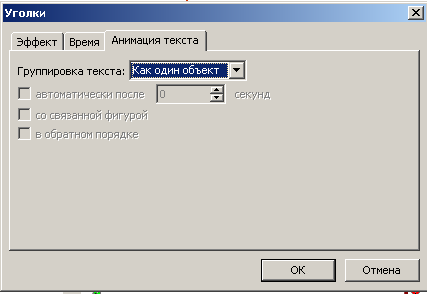 Уголки
Эффект Время Анимация текста
Группировка текста: Как один объект
автоматически после 0 секунд
со связанной фигурой
в обратном порядке
OK Отмена